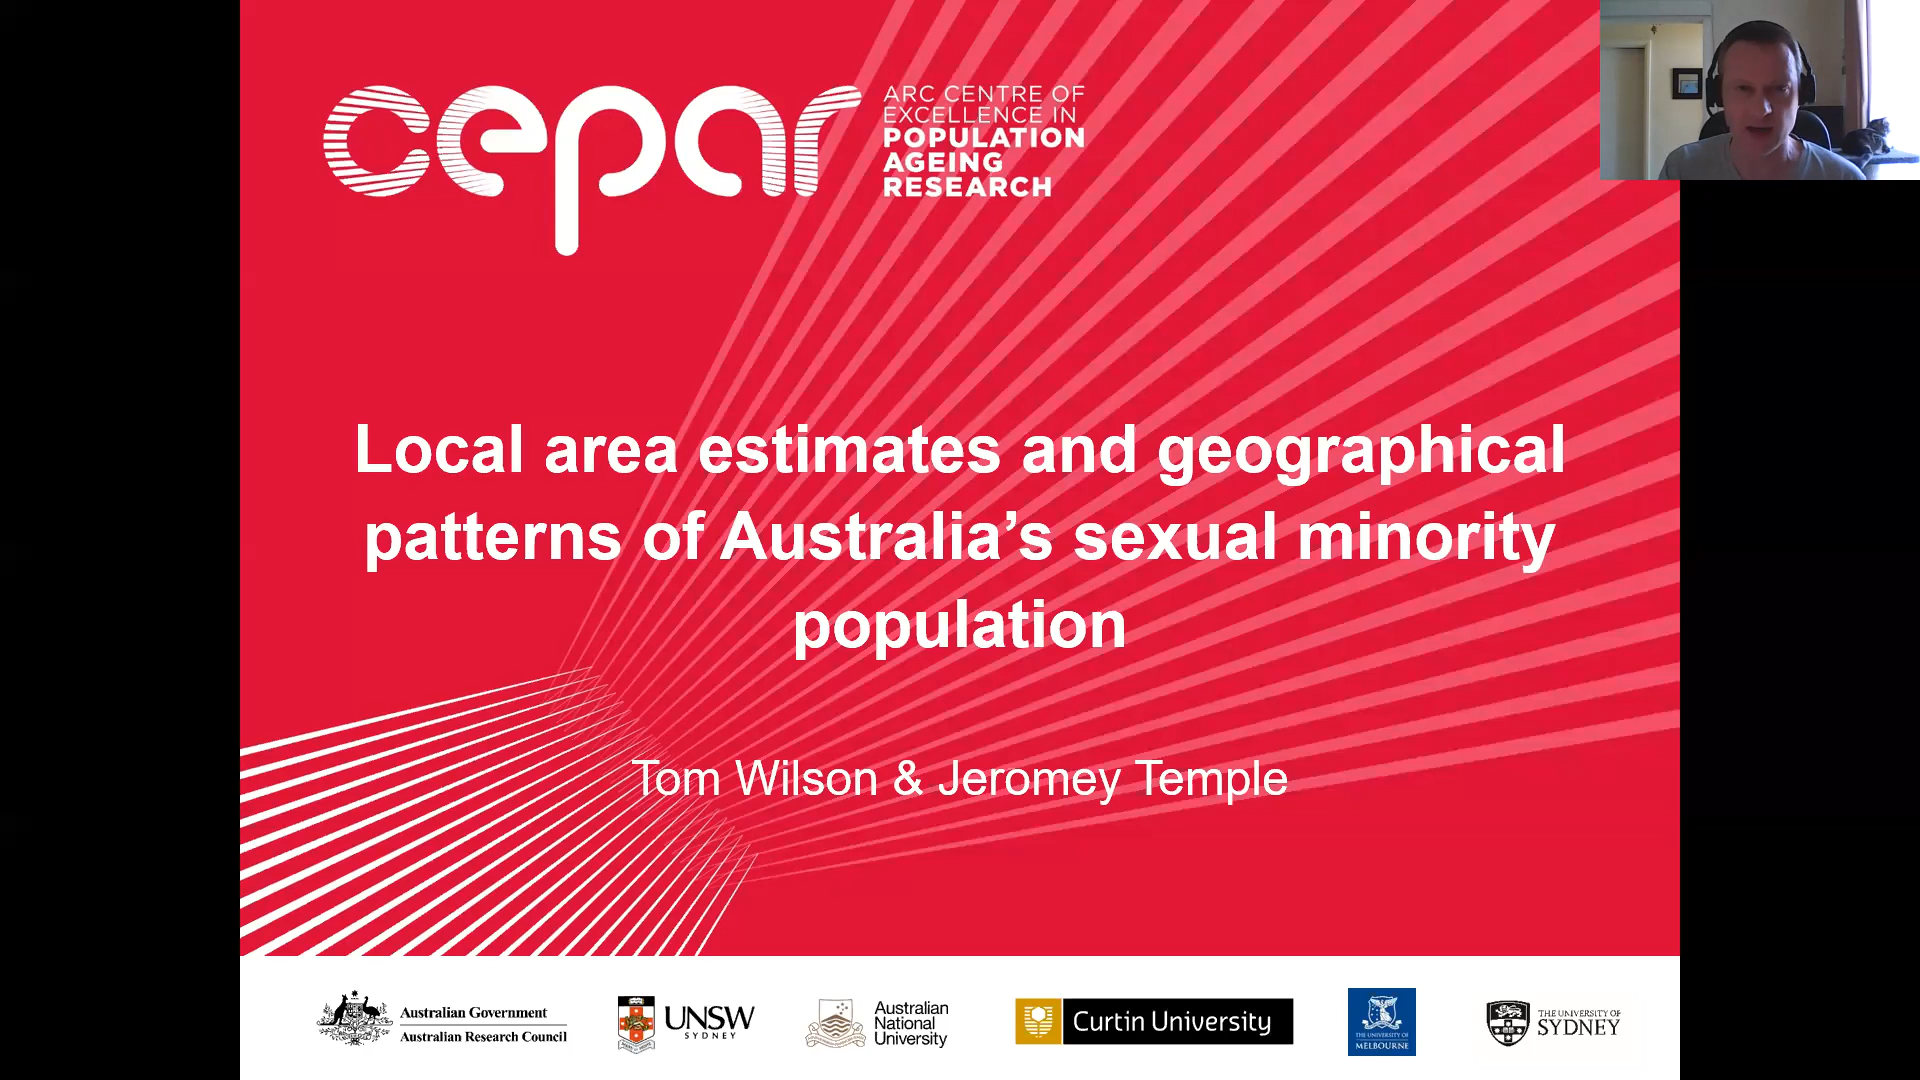 cepar
ARC CENTRE OF
EXCELLENCE IN
POPULATION
AGEING
RESEARCH
Local area estimates and geographical
patterns of Australia’s sexual minority
population
Tom Wilson & Jeromey Temple
Australian Government
Australian Research Council
UNSW
SYDNEY
Australian
National
University
Curtin University
THE UNIVERSITY OF
MELBOURNE
THE UNIVERSITY OF
SYDNEY